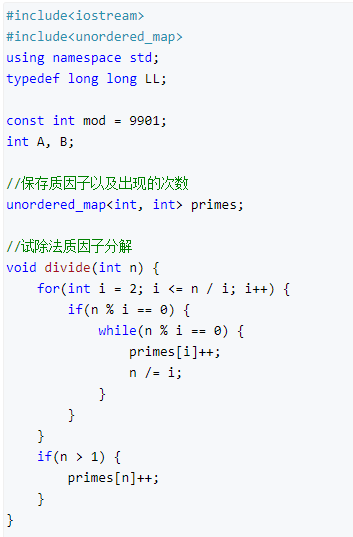 #include<iostream>
#include<unordered_map>
using namespace std;
typedef long long LL;
const int mod = 9901;
int A, B;
//保存质因子以及出现的次数
unordered_map<int, int> primes;
//试除法质因子分解
void divide(int n) {
for(int i = 2; i <= n / i; i++) {
if(n % i == 0) {
while(n % i == 0) {
primes[i]++;
n /= i;
}
}
}
if(n > 1) {
primes[n]++;
}
}